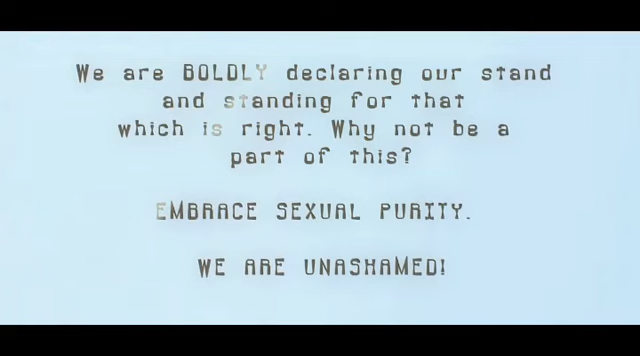 We are BOLDLY declaring our stand
and standing for that
which is right. Why not be a
part of this?
EMBRACE SEXUAL PURITY.
WE ARE UNASHAMED!